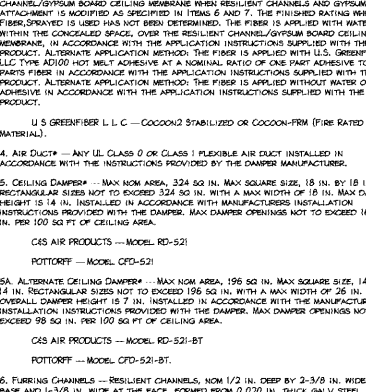 CHANNEL/GYPSUM BOARD CEILING MEMBRANE WHEN RESILIENT CHANNELS AND GYPSUM
ATTACHMENT IS MODIFIED AS SPECIFIED IN ITEMS 6 AND 7. THE FINISHED RATING WH
FIBER,SPRAYED IS USED HAS NOT BEEN DETERMINED. THE FIBER IS APPLIED WITH WATE
WITHIN THE CONCEALED SPACE, OVER THE RESILIENT CHANNEL/GYPSUM BOARD CEILIN
MEMBRANE, IN ACCORDANCE WITH THE APPLICATION INSTRUCTIONS SUPPLIED WITH TH
PRODUCT. ALTERNATE APPLICATION METHOD: THE FIBER IS APPLIED WITH U.S. GREENF
LLC TYPE AD100 HOT MELT ADHESIVE AT A NOMINAL RATIO OF ONE PART ADHESIVE TO
PARTS FIBER IN ACCORDANCE WITH THE APPLICATION INSTRUCTIONS SUPPLIED WITH T
PRODUCT. ALTERNATE APPLICATION METHOD: THE FIBER IS APPLIED WITHOUT WATER O
ADHESIVE IN ACCORDANCE WITH THE APPLICATION INSTRUCTIONS SUPPLIED WITH THE
PRODUCT.
U S GREENFIBER L L C -- COCOON2 STABILIZED OR COCOON-FRM (FIRE RATED
MATERIAL).
4. AIR DUCT* -- ANY UL CLASS 0 OR CLASS 1 FLEXIBLE AIR DUCT INSTALLED IN
ACCORDANCE WITH THE INSTRUCTIONS PROVIDED BY THE DAMPER MANUFACTURER.
5. CEILING DAMPER* --- MAX NOM AREA, 324 SQ IN. MAX SQUARE SIZE, 18 IN. BY 18 I
RECTANGULAR SIZES NOT TO EXCEED 324 SQ IN. WITH A MAX WIDTH OF 18 IN. MAX D
HEIGHT IS 14 IN. INSTALLED IN ACCORDANCE WITH MANUFACTURERS INSTALLATION
INSTRUCTIONS PROVIDED WITH THE DAMPER. MAX DAMPER OPENINGS NOT TO EXCEED 1
IN. PER 100 SQ FT OF CEILING AREA.
C&S AIR PRODUCTS -- MODEL RD-521
POTTORFF -- MODEL CFD-521
5A. ALTERNATE CEILING DAMPER* --- MAX NOM AREA, 196 SQ IN. MAX SQUARE SIZE, 14
14 IN. RECTANGULAR SIZES NOT TO EXCEED 196 SQ IN. WITH A MAX WIDTH OF 26 IN.
OVERALL DAMPER HEIGHT IS 7 IN. INSTALLED IN ACCORDANCE WITH THE MANUFACTUR
INSTALLATION INSTRUCTIONS PROVIDED WITH THE DAMPER. MAX DAMPER OPENINGS NO
EXCEED 98 SQ IN. PER 100 SQ FT OF CEILING AREA.
C&S AIR PRODUCTS -- MODEL RD-521-BT
POTTORFF -- MODEL CFD-521-BT.
6. FURRING CHANNELS -- RESILIENT CHANNELS, NOM 1/2 IN. DEEP BY 2-3/8 IN. WIDE
BASE AND 1-3/8 IN. WIDE AT THE FACE, FORMED FROM 0.020 IN. THICK GALV STEEL